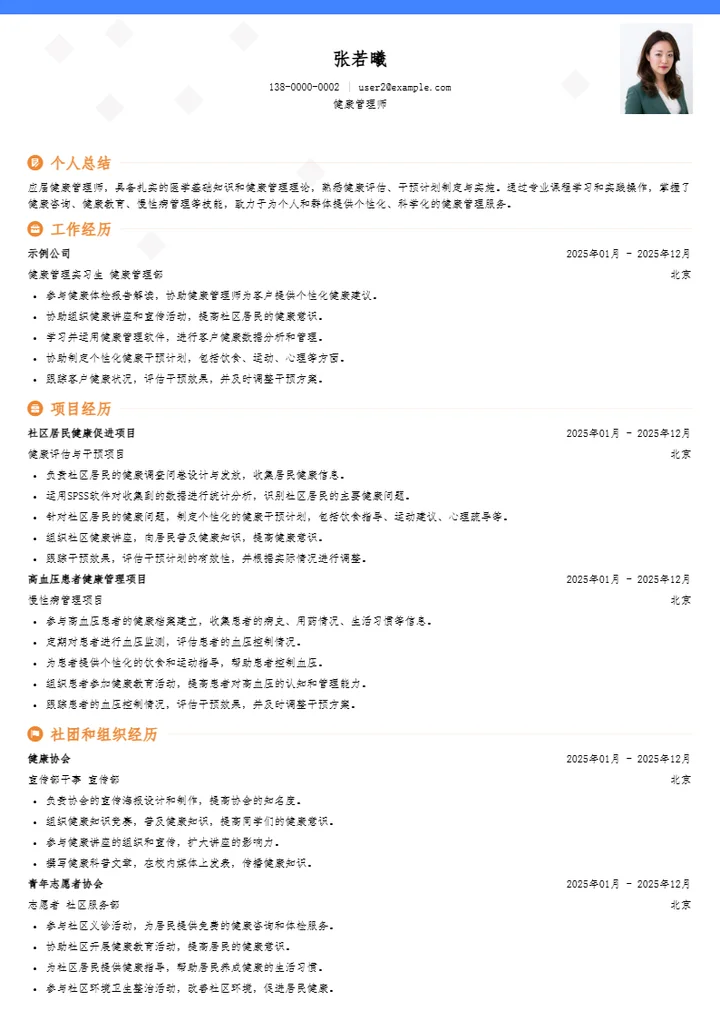 张若曦
138-0000-0002 | user2@example.com
健康管理师
个人总结
应届健康管理师，具备扎实的医学基础知识和健康管理理论，熟悉健康评估、干预计划制定与实施。通过专业课程学习和实践操作，掌握了
健康咨询、健康教育、慢性病管理等技能，致力于为个人和群体提供个性化、科学化的健康管理服务。
工作经历
示例公司 2025年01月 - 2025年12月
健康管理实习生 健康管理部 北京
• 参与健康体检报告解读，协助健康管理师为客户提供个性化健康建议。
• 协助组织健康讲座和宣传活动，提高社区居民的健康意识。
• 学习并运用健康管理软件，进行客户健康数据分析和管理。
• 协助制定个性化健康干预计划，包括饮食、运动、心理等方面。
• 跟踪客户健康状况，评估干预效果，并及时调整干预方案。
项目经历
社区居民健康促进项目 2025年01月 - 2025年12月
健康评估与干预项目 北京
• 负责社区居民的健康调查问卷设计与发放，收集居民健康信息。
• 运用SPSS软件对收集到的数据进行统计分析，识别社区居民的主要健康问题。
• 针对社区居民的健康问题，制定个性化的健康干预计划，包括饮食指导、运动建议、心理疏导等。
• 组织社区健康讲座，向居民普及健康知识，提高健康意识。
• 跟踪干预效果，评估干预计划的有效性，并根据实际情况进行调整。
高血压患者健康管理项目 2025年01月 - 2025年12月
慢性病管理项目 北京
• 参与高血压患者的健康档案建立，收集患者的病史、用药情况、生活习惯等信息。
• 定期对患者进行血压监测，评估患者的血压控制情况。
• 为患者提供个性化的饮食和运动指导，帮助患者控制血压。
• 组织患者参加健康教育活动，提高患者对高血压的认知和管理能力。
• 跟踪患者的血压控制情况，评估干预效果，并及时调整干预方案。
社团和组织经历
健康协会 2025年01月 - 2025年12月
宣传部干事 宣传部 北京
• 负责协会的宣传海报设计和制作，提高协会的知名度。
• 组织健康知识竞赛，普及健康知识，提高同学们的健康意识。
• 参与健康讲座的组织和宣传，扩大讲座的影响力。
• 撰写健康科普文章，在校内媒体上发表，传播健康知识。
青年志愿者协会 2025年01月 - 2025年12月
志愿者 社区服务部 北京
• 参与社区义诊活动，为居民提供免费的健康咨询和体检服务。
• 协助社区开展健康教育活动，提高居民的健康意识。
• 为社区居民提供健康指导，帮助居民养成健康的生活习惯。
• 参与社区环境卫生整治活动，改善社区环境，促进居民健康。